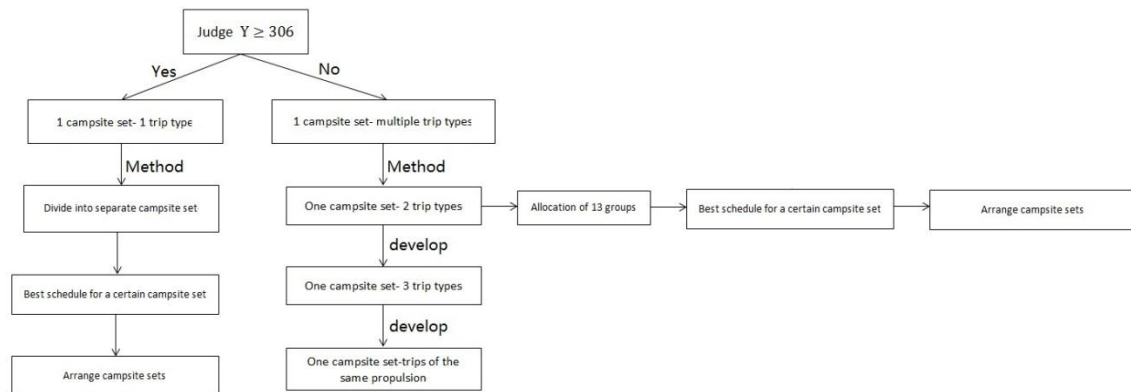 Judge Y ≥ 306
Yes
No
1 campsite set- 1 trip type
1 campsite set- multiple trip types
Method
Method
Divide into separate campsite set
One campsite set- 2 trip types
Allocation of 13 groups
Best schedule for a certain campsite set
Arrange campsite sets
develop
Best schedule for a certain campsite set
One campsite set- 3 trip types
develop
Arrange campsite sets
One campsite set-trips of the
same propulsion